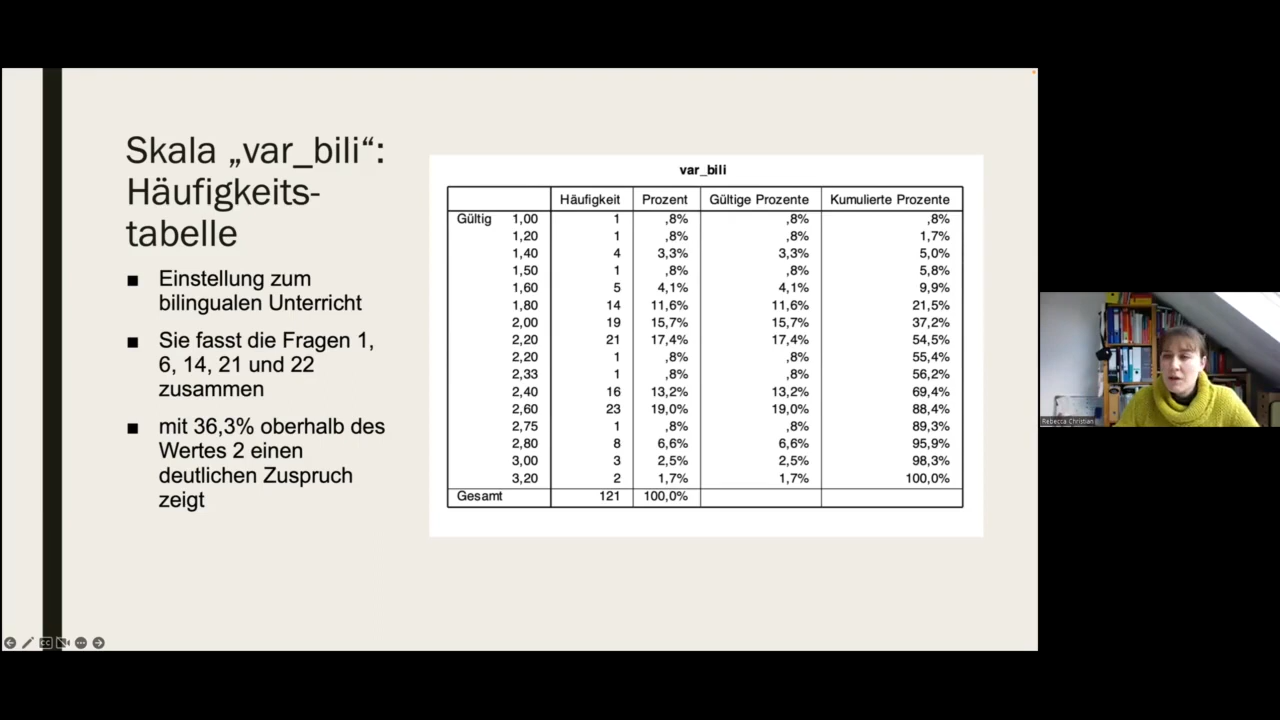 Skala „var_bili“:
Häufigkeits-
tabelle
■ Einstellung zum
bilingualen Unterricht
■ Sie fasst die Fragen 1,
6, 14, 21 und 22
zusammen
■ mit 36,3% oberhalb des
Wertes 2 einen
deutlichen Zuspruch
zeigt
var_bili
Häufigkeit Prozent Gültige Prozente Kumulierte Prozente
Gültig 1,00 1 ,8% ,8% ,8%
1,20 1 ,8% ,8% 1,7%
1,40 4 3,3% 3,3% 5,0%
1,50 1 ,8% ,8% 5,8%
1,60 5 4,1% 4,1% 9,9%
1,80 14 11,6% 11,6% 21,5%
2,00 19 15,7% 15,7% 37,2%
2,20 21 17,4% 17,4% 54,5%
2,20 1 ,8% ,8% 55,4%
2,33 1 ,8% ,8% 56,2%
2,40 16 13,2% 13,2% 69,4%
2,60 23 19,0% 19,0% 88,4%
2,75 1 ,8% ,8% 89,3%
2,80 8 6,6% 6,6% 95,9%
3,00 3 2,5% 2,5% 98,3%
3,20 2 1,7% 1,7% 100,0%
Gesamt 121 100,0%
Rebecca Christian